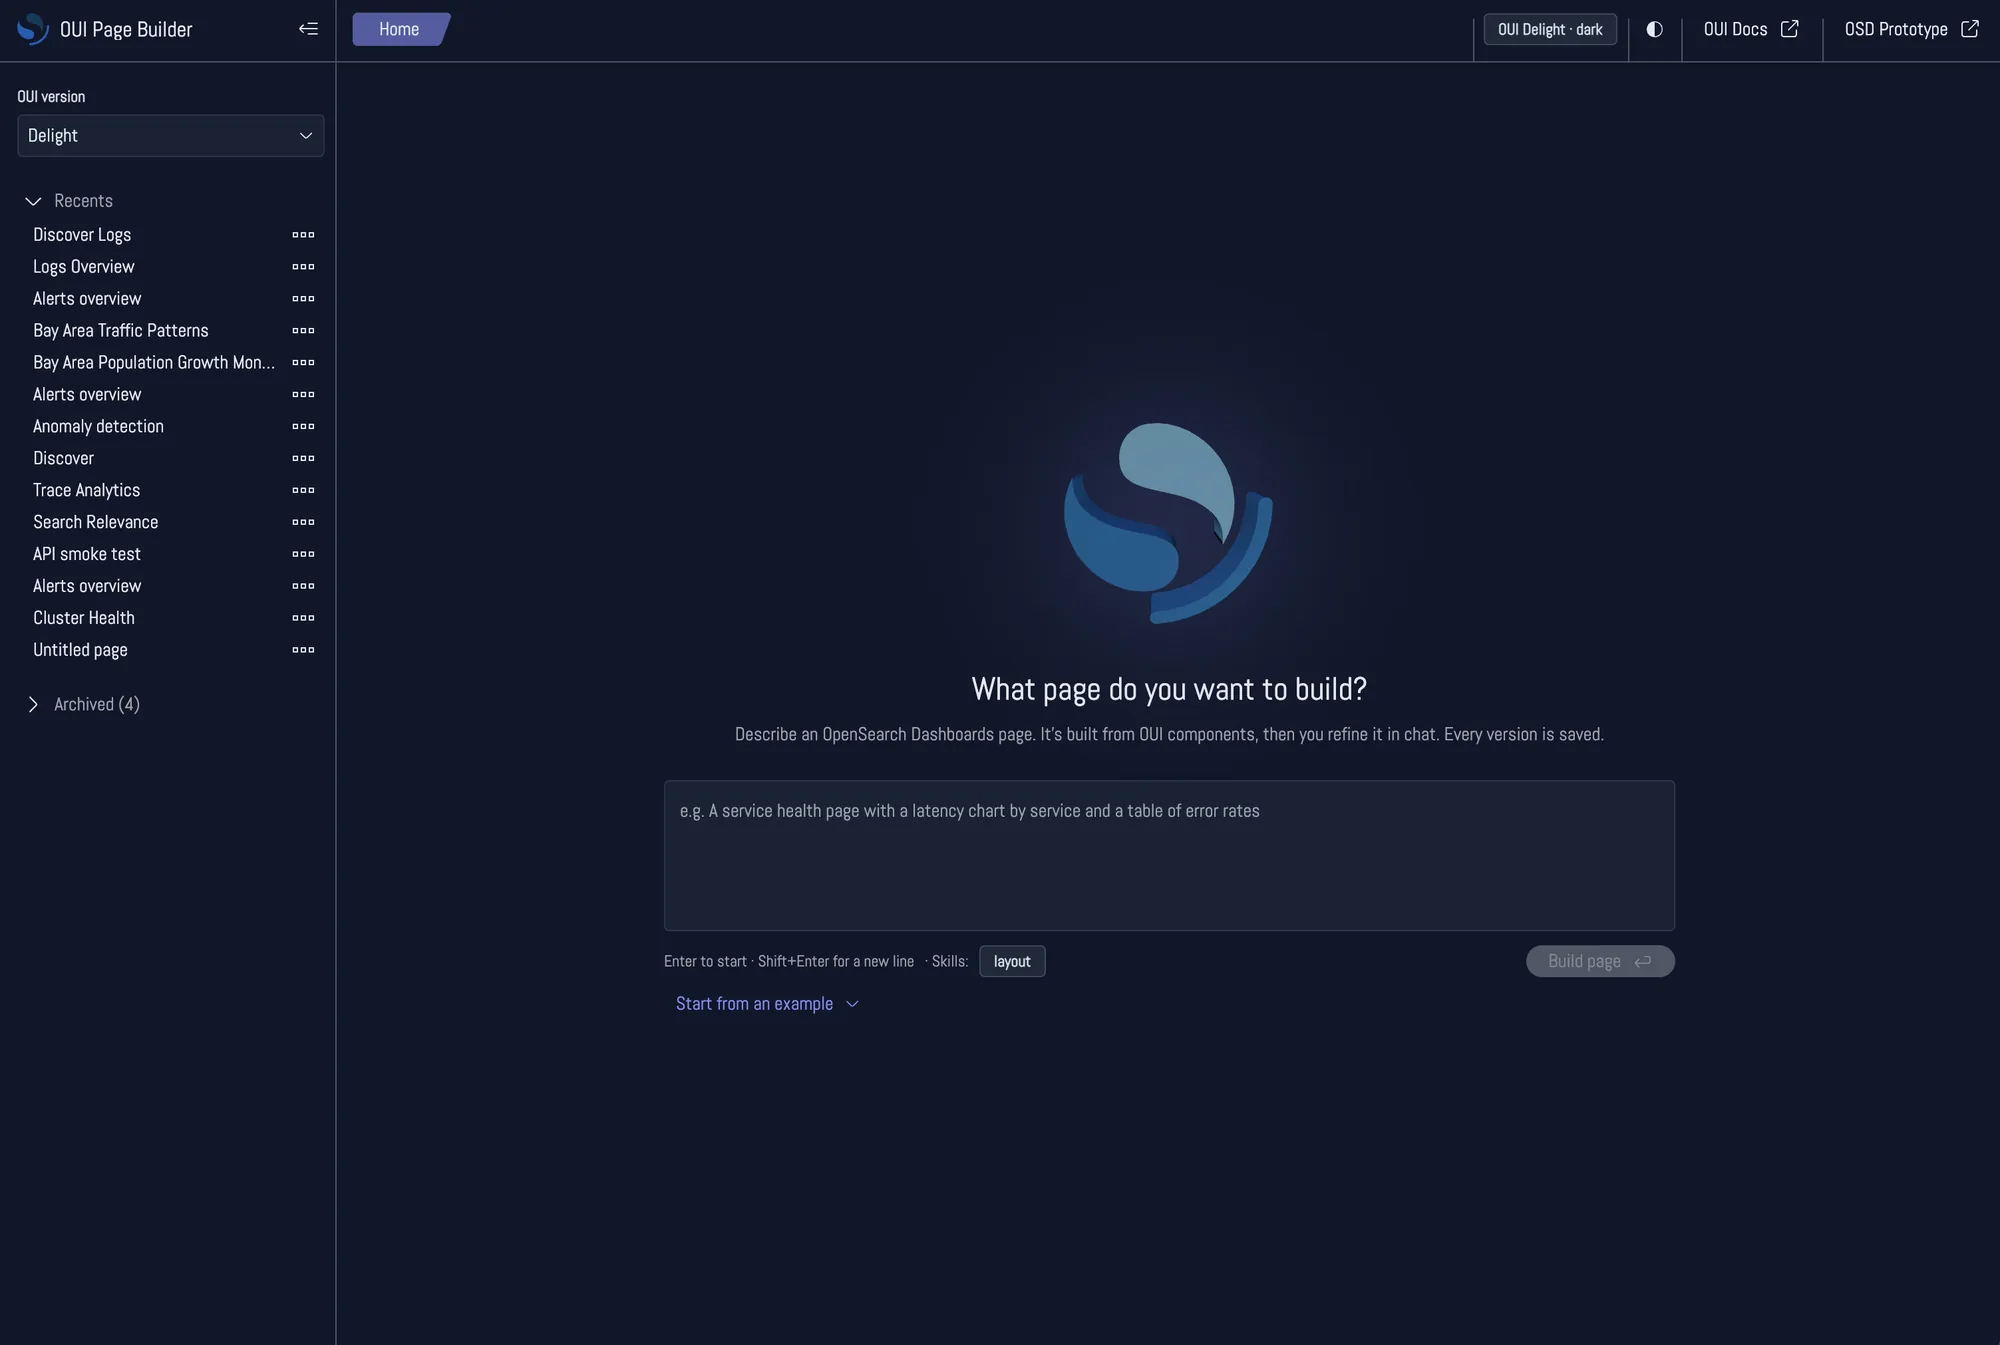 OUI Page Builder
Home
OUI Delight · dark
OUI Docs
OSD Prototype
OUI version
Delight
Recents
Discover Logs
Logs Overview
Alerts overview
Bay Area Traffic Patterns
Bay Area Population Growth Mon...
Alerts overview
Anomaly detection
Discover
Trace Analytics
Search Relevance
API smoke test
Alerts overview
Cluster Health
Untitled page
Archived (4)
What page do you want to build?
Describe an OpenSearch Dashboards page. It's built from OUI components, then you refine it in chat. Every version is saved.
e.g. A service health page with a latency chart by service and a table of error rates
Enter to start · Shift+Enter for a new line · Skills: layout
Build page
Start from an example